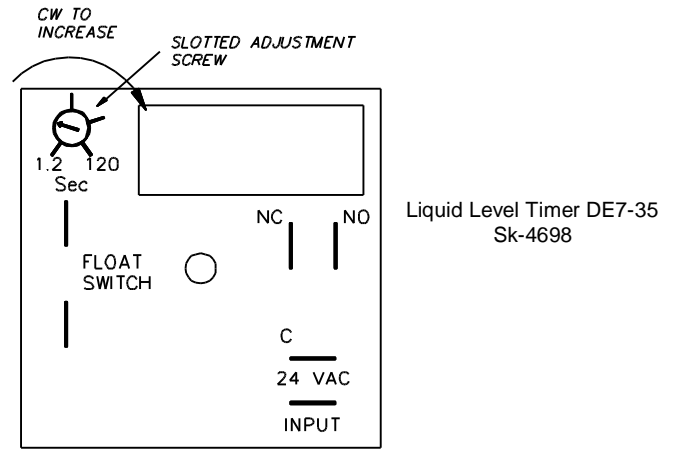 CW TO
INCREASE
SLOTTED ADJUSTMENT
SCREW
1.2 120
Sec
NC NO
FLOAT
SWITCH
C
24 VAC
INPUT
Liquid Level Timer DE7-35
Sk-4698